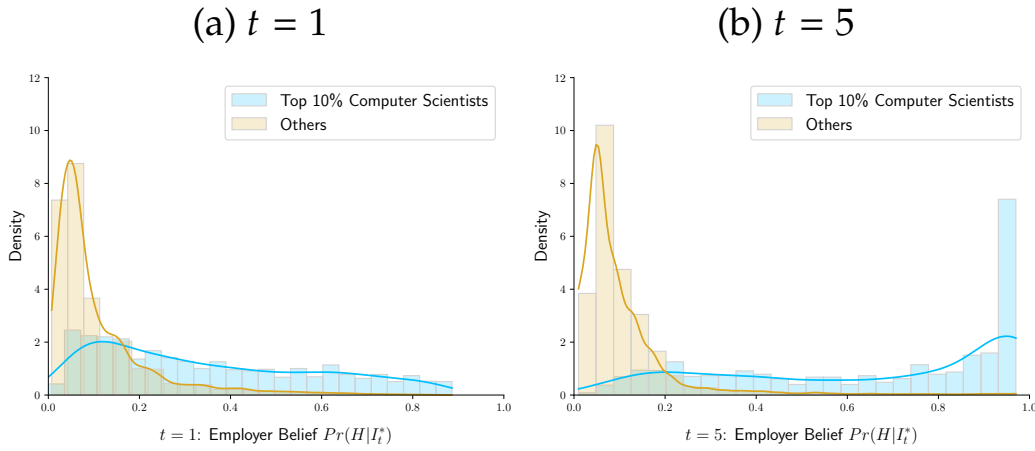 (a) t = 1
12
10
8
6
4
2
0
Density
Top 10% Computer Scientists
Others
0.0 0.2 0.4 0.6 0.8 1.0
t = 1: Employer Belief Pr(H|I_t^*)
(b) t = 5
12
10
8
6
4
2
0
Density
Top 10% Computer Scientists
Others
0.0 0.2 0.4 0.6 0.8 1.0
t = 5: Employer Belief Pr(H|I_t^*)